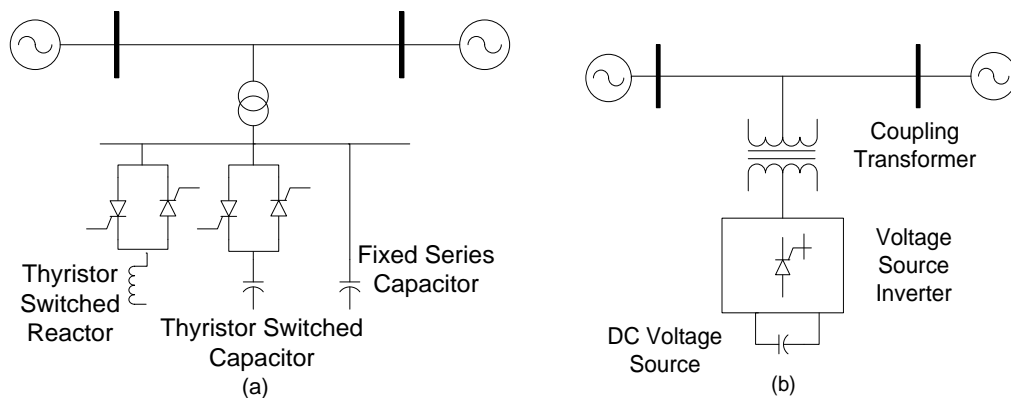 Thyristor
Switched
Reactor
Thyristor Switched
Capacitor
Fixed Series
Capacitor
(a)
Coupling
Transformer
Voltage
Source
Inverter
DC Voltage
Source
(b)